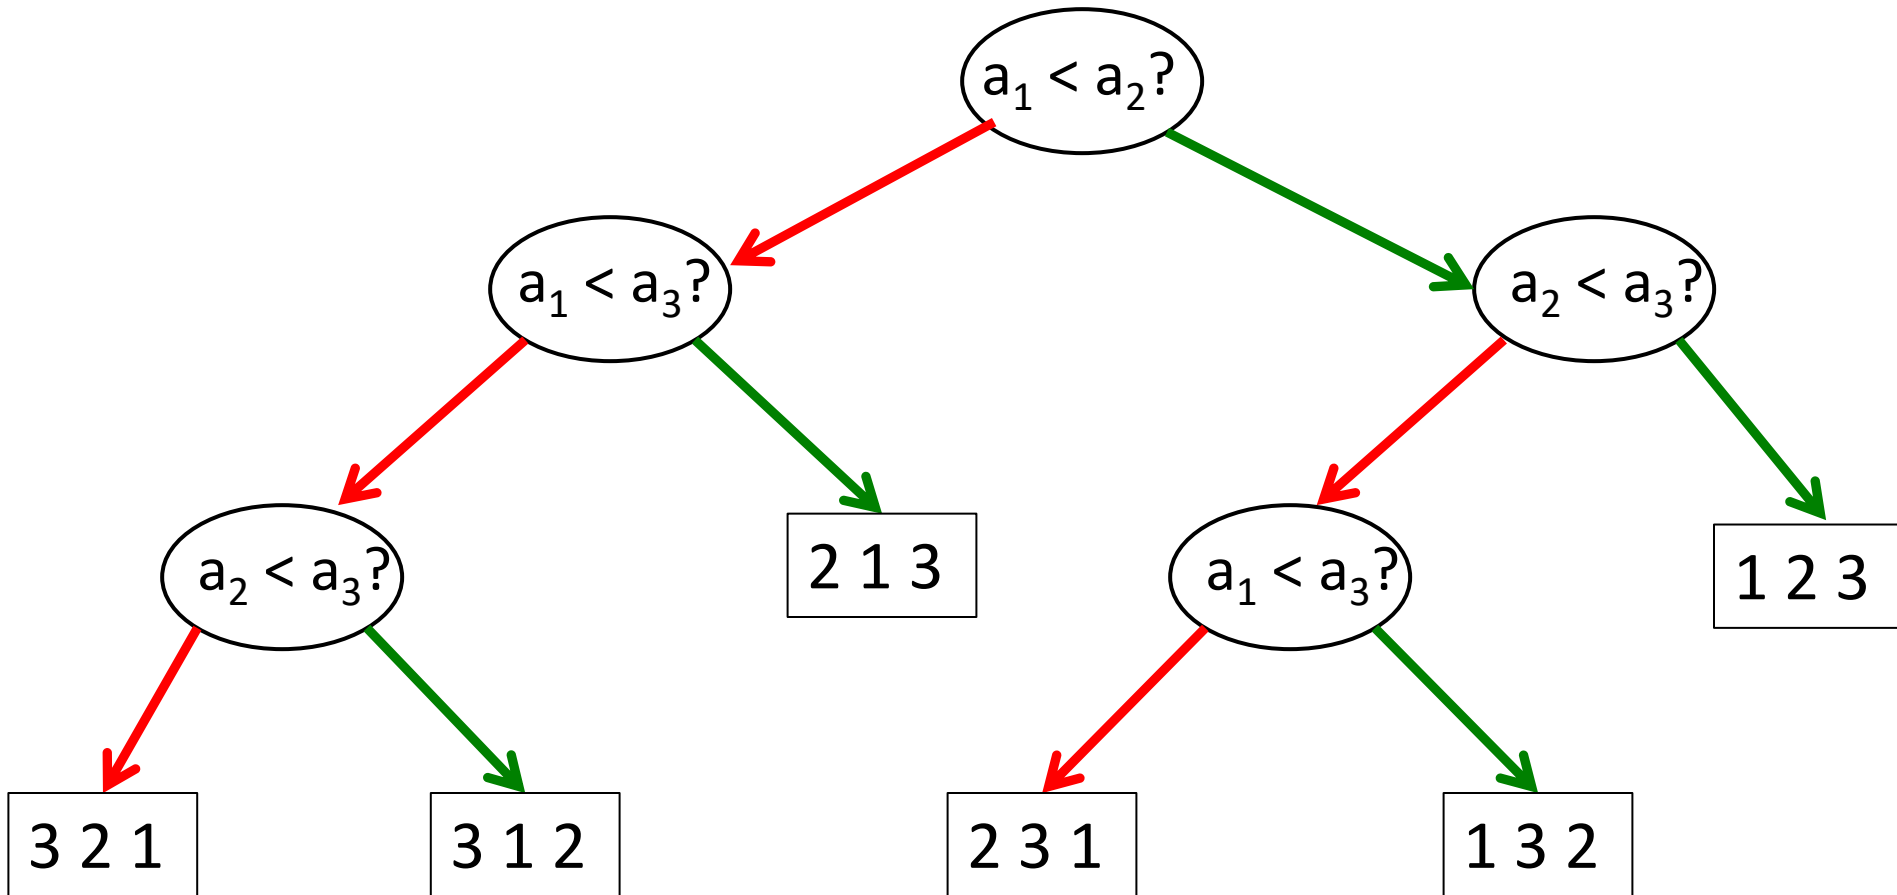 a₁ < a₂?
a₁ < a₃?
a₂ < a₃?
a₂ < a₃?
2 1 3
a₁ < a₃?
1 2 3
3 2 1
3 1 2
2 3 1
1 3 2